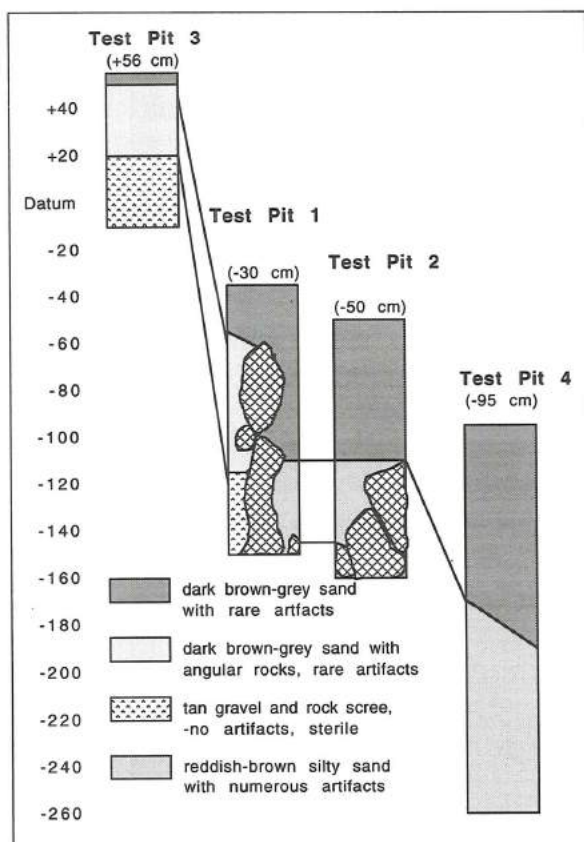 Test Pit 3
(+56 cm)
+40
+20
Datum
Test Pit 1
-20
Test Pit 2
(-30 cm)
-40
(-50 cm)
-60
Test Pit 4
-80
(-95 cm)
-100
-120
-140
-160
dark brown-grey sand
with rare artfacts
-180
dark brown-grey sand with
angular rocks, rare artifacts
-200
tan gravel and rock scree,
-no artifacts, sterile
-220
reddish-brown silty sand
with numerous artifacts
-240
-260